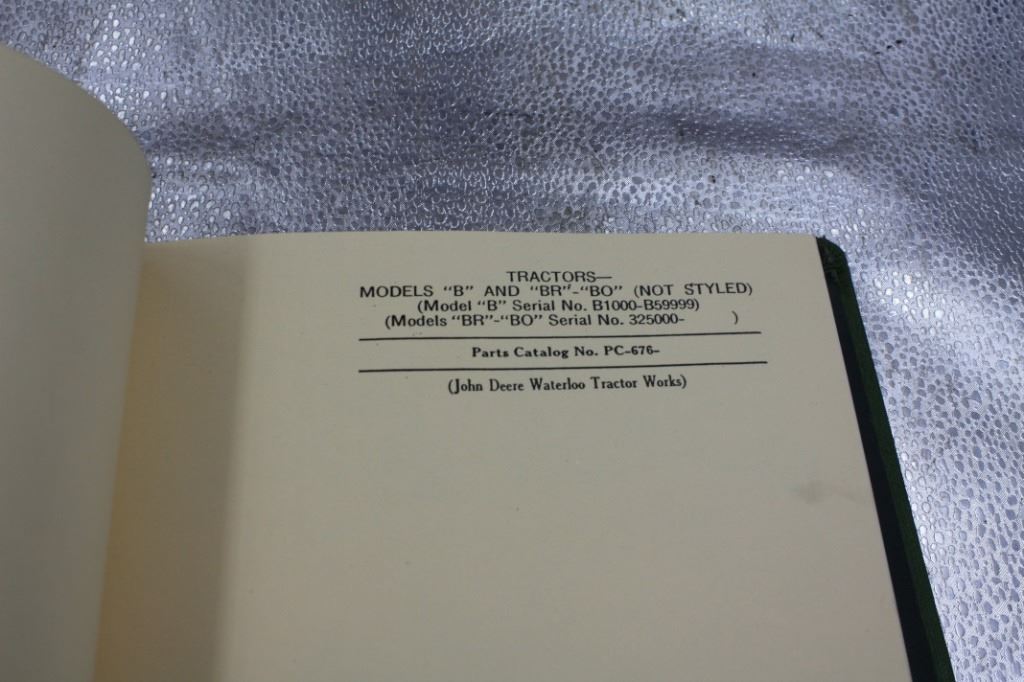 TRACTORS—
MODELS “B” AND “BR”-“BO” (NOT STYLED)
(Model “B” Serial No. B1000-B59999)
(Models “BR”-“BO” Serial No. 325000-      )
Parts Catalog No. PC-676-
(John Deere Waterloo Tractor Works)